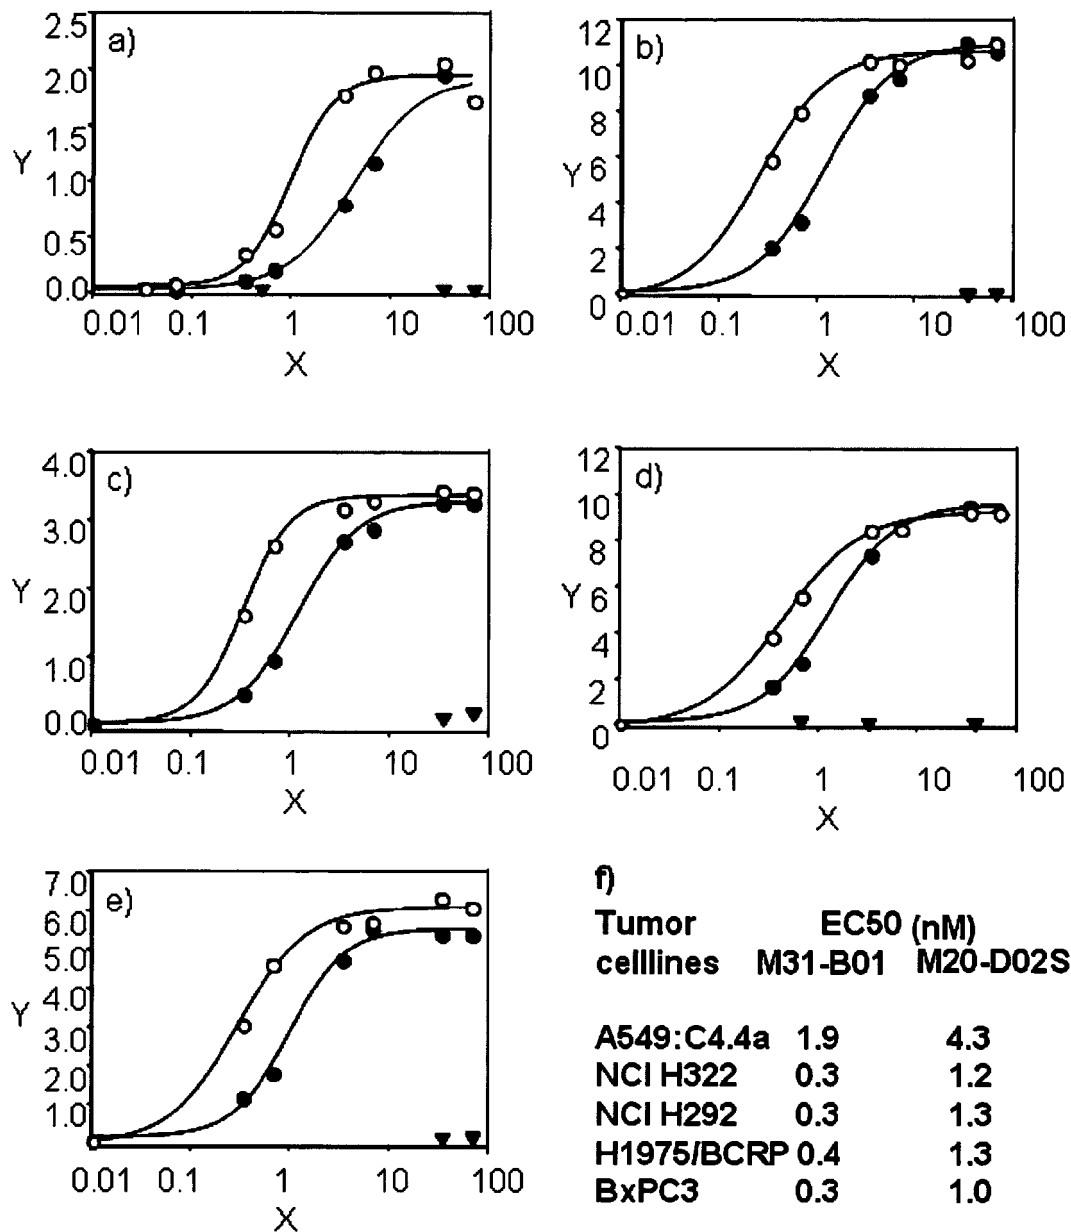 a)
2.5
2.0
1.5
1.0
0.5
0.0
Y
0.01 0.1 1 10 100
X
b)
12
10
8
6
4
2
0
Y
0.01 0.1 1 10 100
X
c)
4.0
3.0
2.0
1.0
0.0
Y
0.01 0.1 1 10 100
X
d)
12
10
8
6
4
2
0
Y
0.01 0.1 1 10 100
X
e)
7.0
6.0
5.0
4.0
3.0
2.0
1.0
Y
0.01 0.1 1 10 100
X
f)
Tumor EC50 (nM)
celllines M31-B01 M20-D02S
A549:C4.4a 1.9 4.3
NCI H322 0.3 1.2
NCI H292 0.3 1.3
H1975/BCRP 0.4 1.3
BxPC3 0.3 1.0